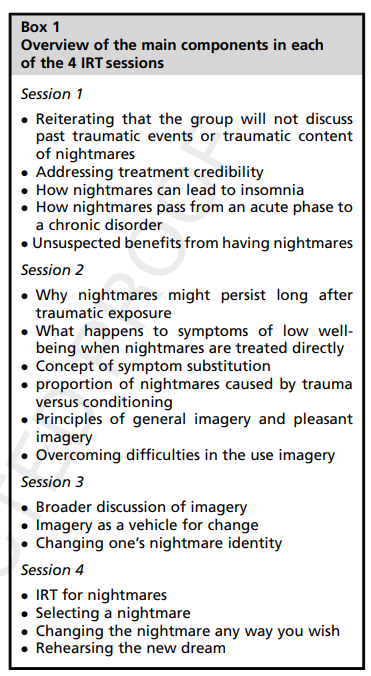 Box 1
Overview of the main components in each
of the 4 IRT sessions
Session 1
• Reiterating that the group will not discuss
past traumatic events or traumatic content
of nightmares
• Addressing treatment credibility
• How nightmares can lead to insomnia
• How nightmares pass from an acute phase to
a chronic disorder
• Unsuspected benefits from having nightmares
Session 2
• Why nightmares might persist long after
traumatic exposure
• What happen to symptoms of low well-
being when nightmares are treated directly
• Concept of symptom substitution
• proportion of nightmares caused by trauma
versus conditioning
• Principles of general imagery and pleasant
imagery
• Overcoming difficulties in the use imagery
Session 3
• Broader discussion of imagery
• Imagery as a vehicle for change
• Changing one's nightmare identity
Session 4
• IRT for nightmares
• Selecting a nightmare
• Changing the nightmare any way you wish
• Rehearsing the new dream